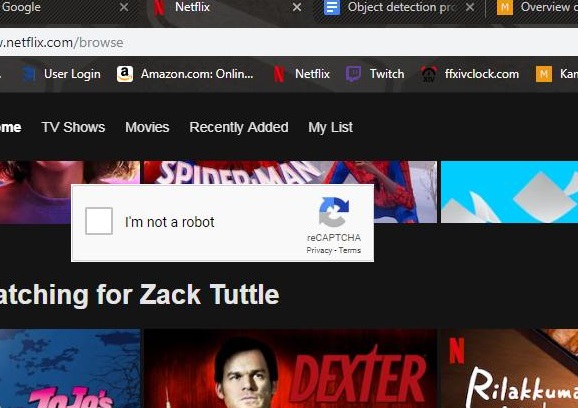 Google
Netflix
Object detection pro
M Overview o
.netflix.com/browse
User Login
a Amazon.com: Onlin...
Netflix
Twitch
XIV
ffxivclock.com
M Kan
me
TV Shows
Movies
Recently Added
My List
SPIDER-MAN
I'm not a robot
reCAPTCHA
Privacy - Terms
atching for Zack Tuttle
JoJo's
DEXTER
N
Rilakkuma